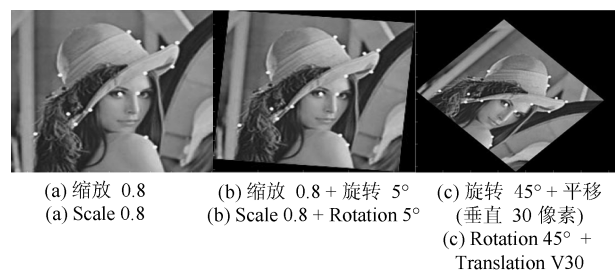 (a) 缩放 0.8
(a) Scale 0.8
(b) 缩放 0.8 + 旋转 5°
(b) Scale 0.8 + Rotation 5°
(c) 旋转 45° + 平移
(垂直 30 像素)
(c) Rotation 45° +
Translation V30